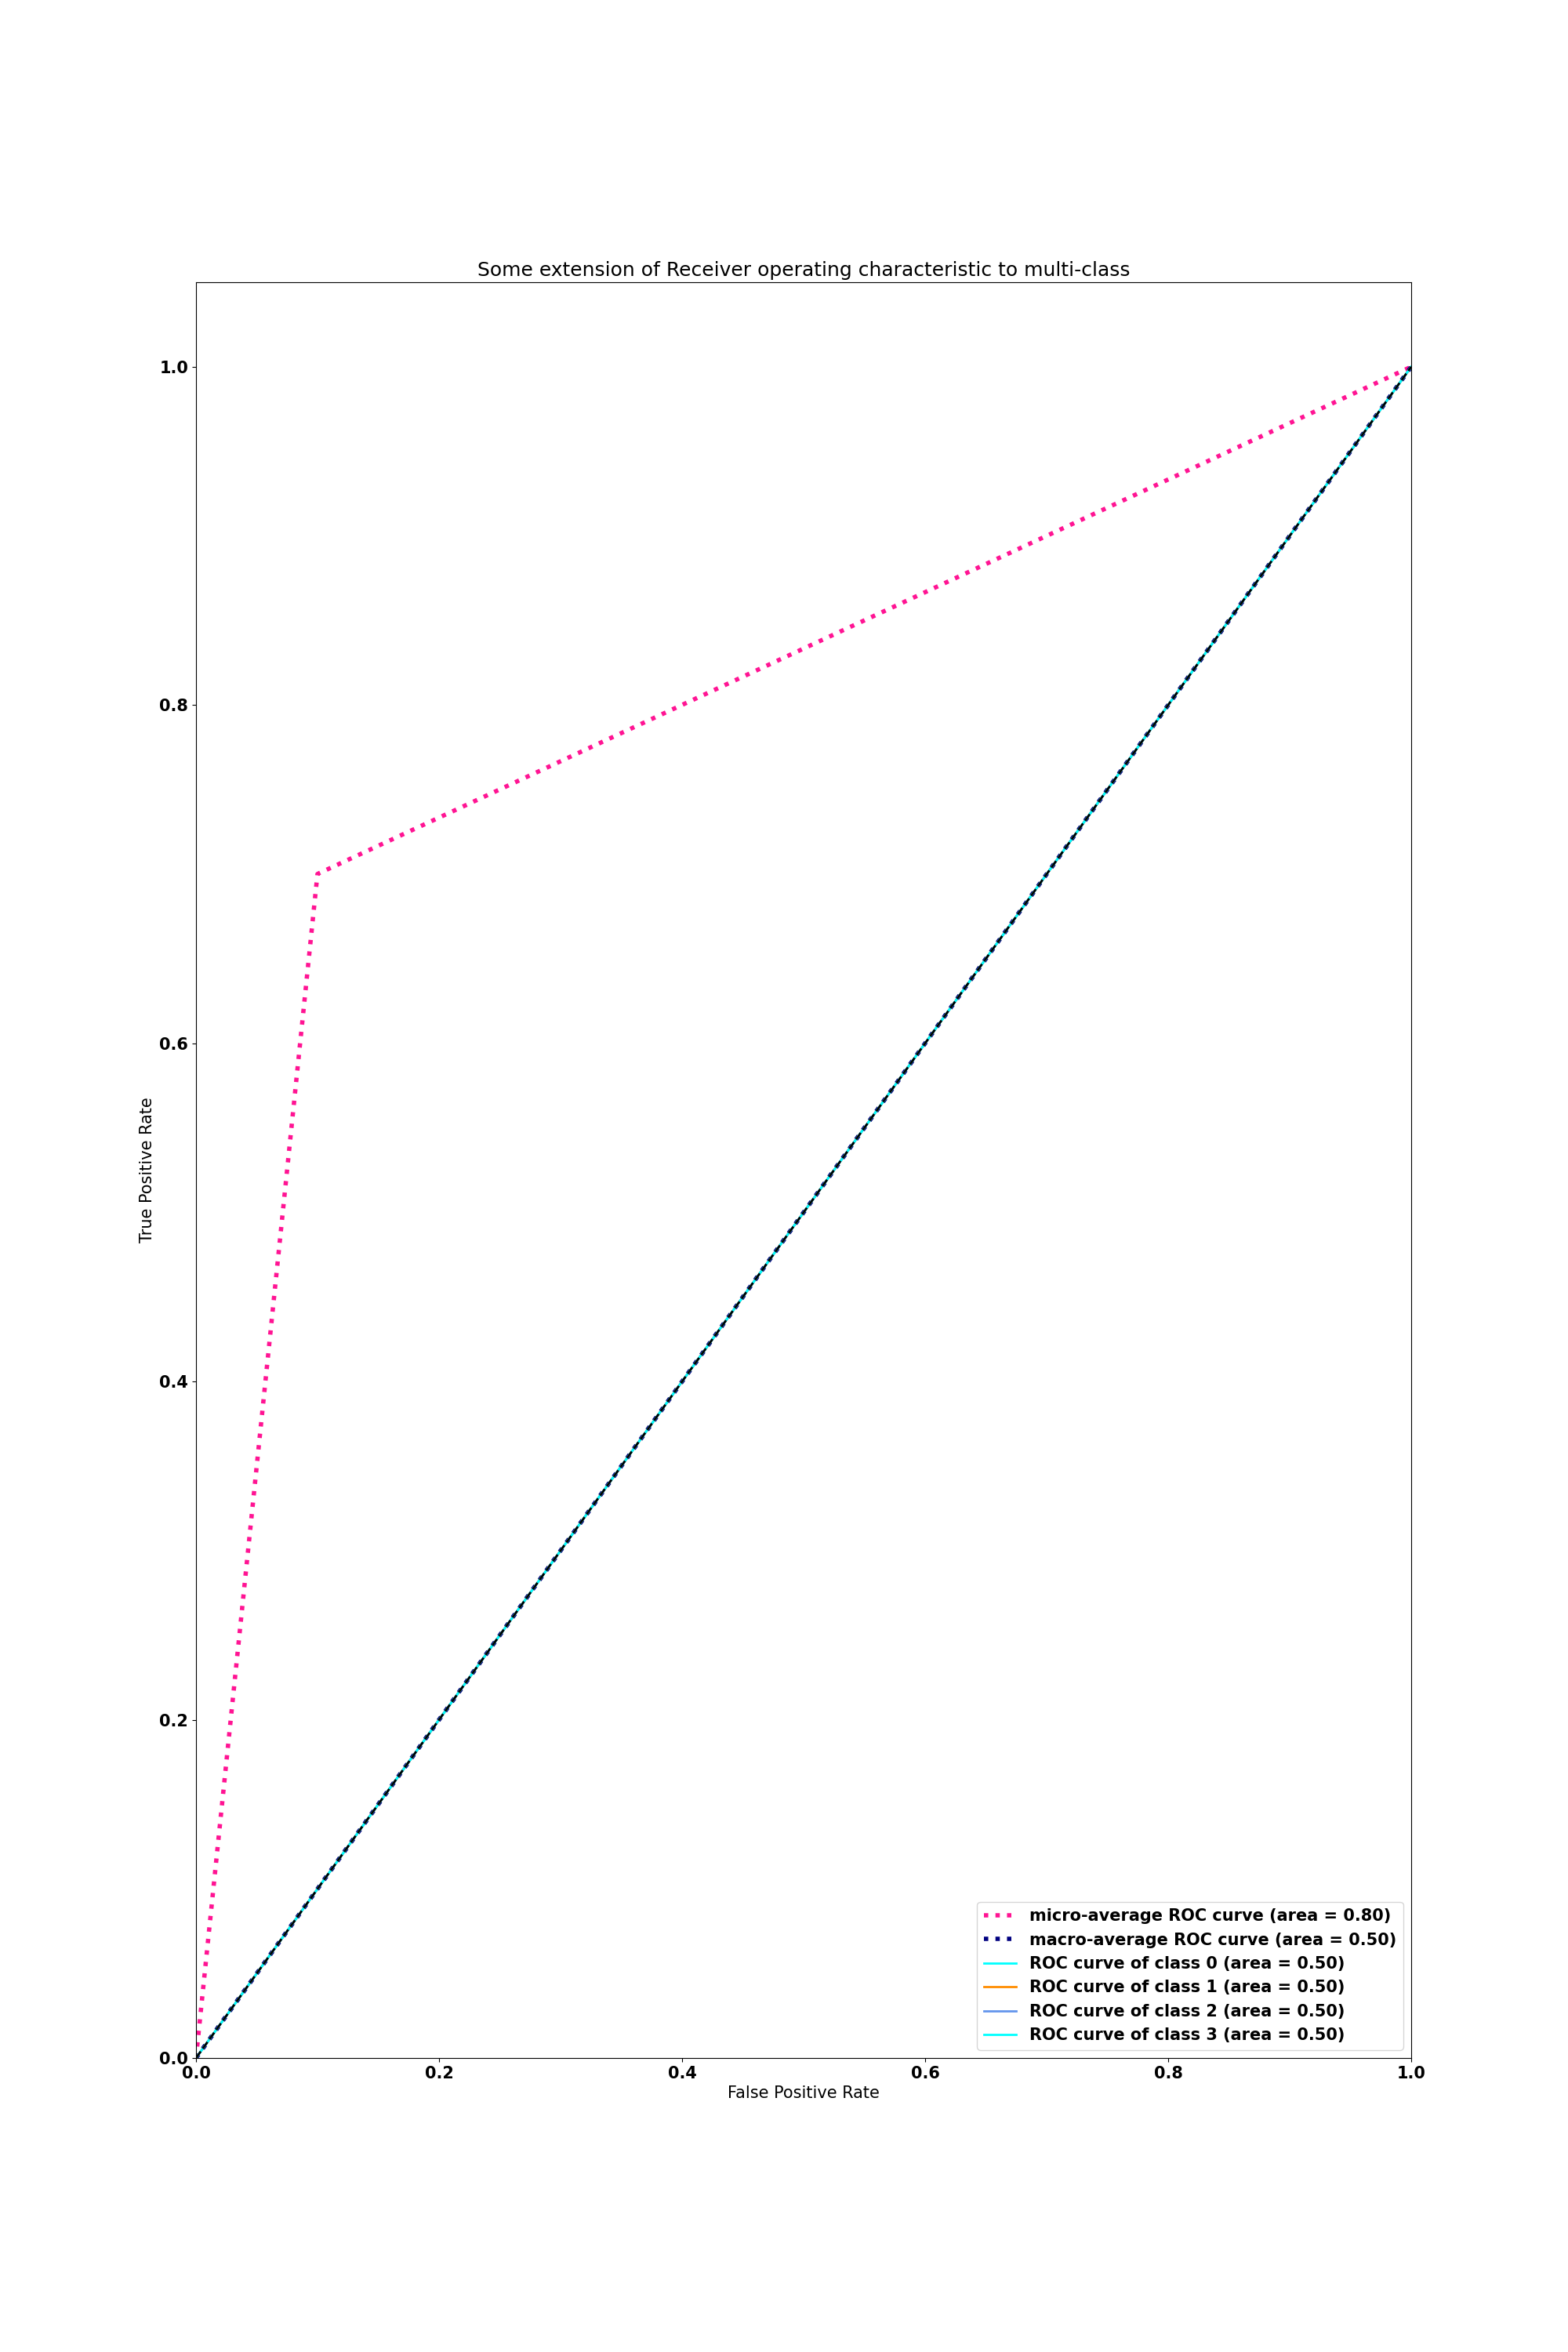 Some extension of Receiver operating characteristic to multi-class
1.0
0.8
0.6
0.4
0.2
0.0
True Positive Rate
micro-average ROC curve (area = 0.80)
macro-average ROC curve (area = 0.50)
ROC curve of class 0 (area = 0.50)
ROC curve of class 1 (area = 0.50)
ROC curve of class 2 (area = 0.50)
ROC curve of class 3 (area = 0.50)
0.0 0.2 0.4 0.6 0.8 1.0
False Positive Rate